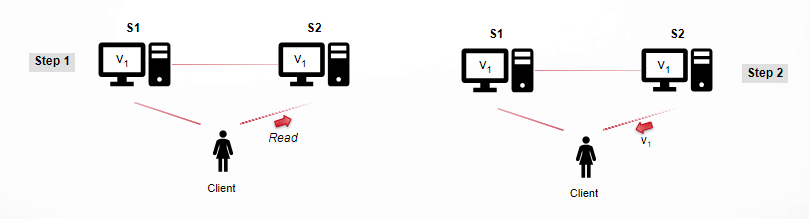 S1 S2
Step 1
V1 V1
Read
Client
S1 S2
V1 V1
Step 2
v1
Client